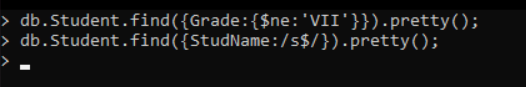 > db.Student.find({Grade:{$ne:'VII'}}).pretty();
> db.Student.find({StudName:/s$/}).pretty();
>